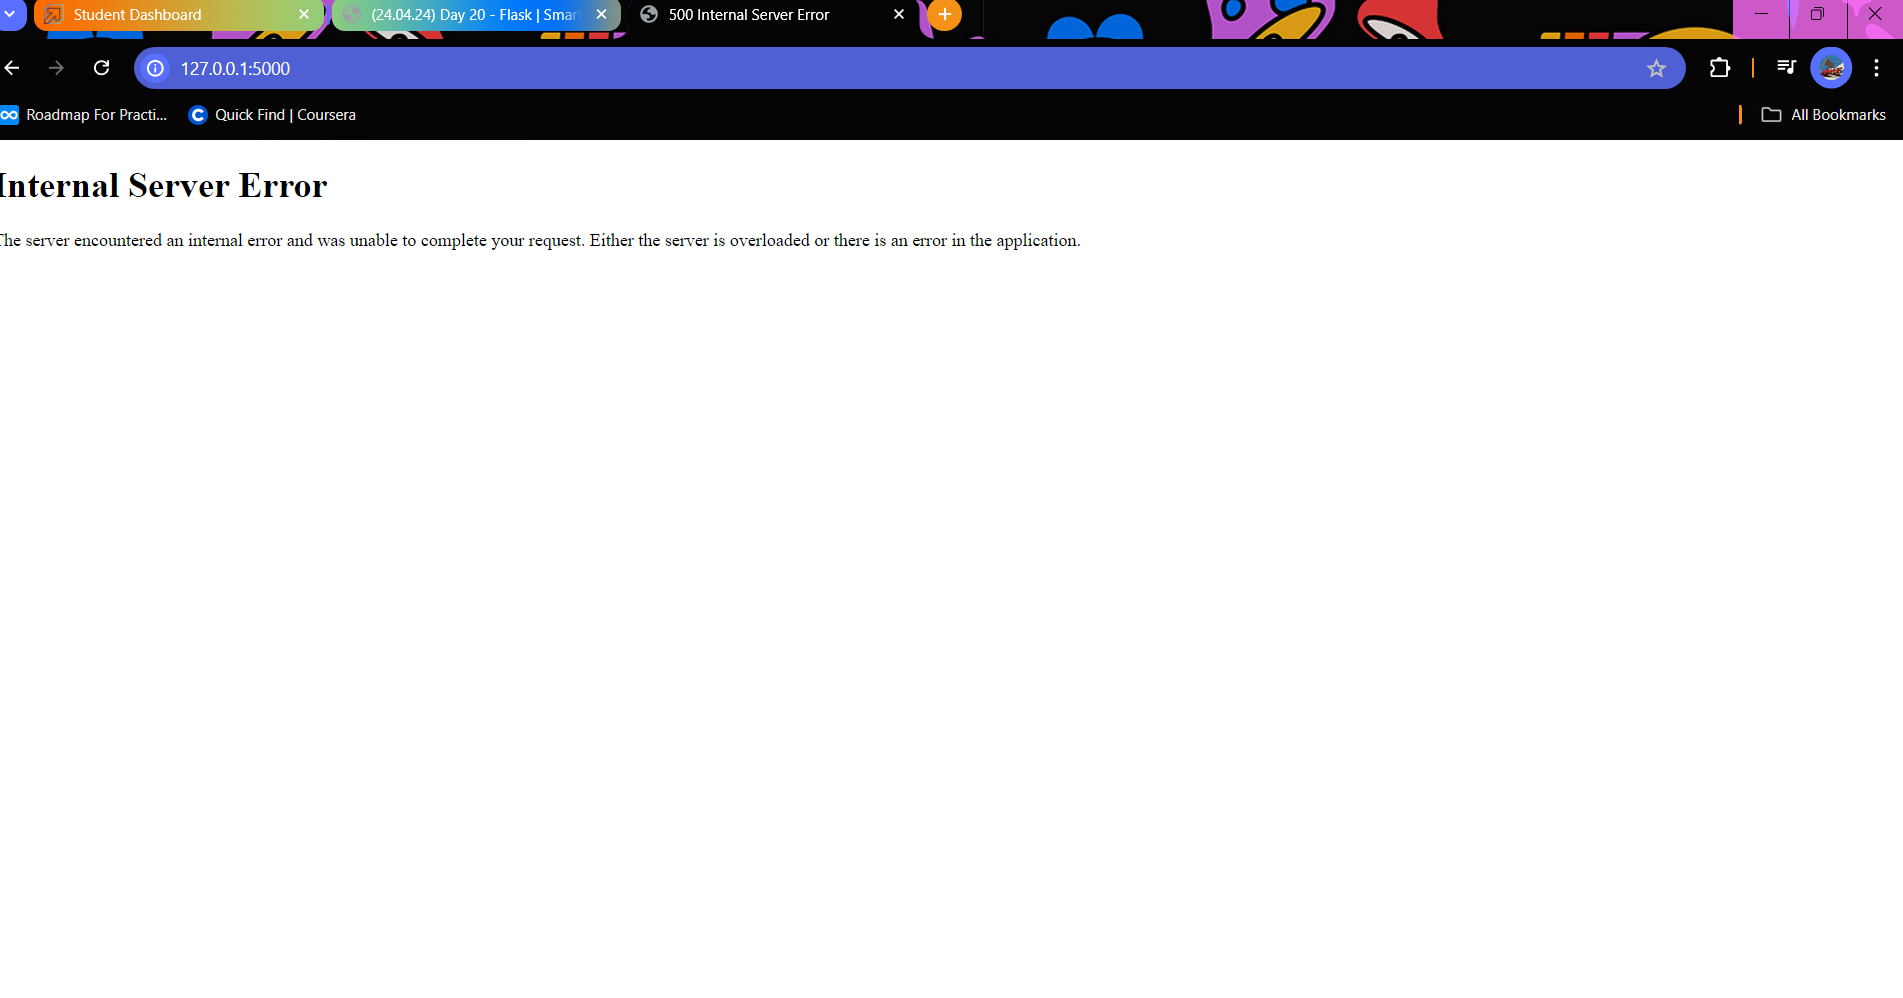 Student Dashboard
(24.04.24) Day 20 - Flask | Smar
500 Internal Server Error
127.0.0.1:5000
Roadmap For Practi...
Quick Find | Coursera
All Bookmarks
Internal Server Error
The server encountered an internal error and was unable to complete your request. Either the server is overloaded or there is an error in the application.